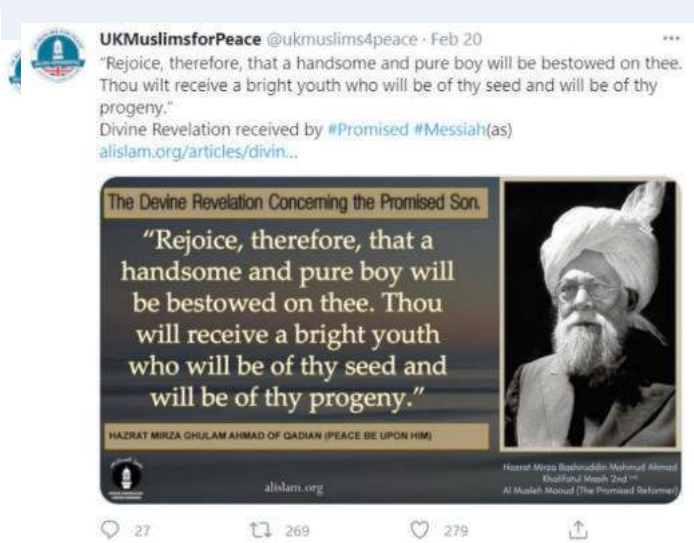 UKMuslimsforPeace @ukmuslims4peace · Feb 20
"Rejoice, therefore, that a handsome and pure boy will be bestowed on thee.
Thou wilt receive a bright youth who will be of thy seed and will be of thy
progeny."
Divine Revelation received by #Promised #Messiah(as)
alislam.org/articles/divin...
The Devine Revelation Concerning the Promised Son.
"Rejoice, therefore, that a
handsome and pure boy will
be bestowed on thee. Thou
will receive a bright youth
who will be of thy seed and
will be of thy progeny."
HAZRAT MIRZA GHULAM AHMAD OF QADIAN (PEACE BE UPON HIM)
alislam.org
Hazrat Mirza Bashiruddin Mahmud Ahmad
Khalifatul Masih 2nd
Al Musleh Maoud (The Promised Reformer)
27
269
279